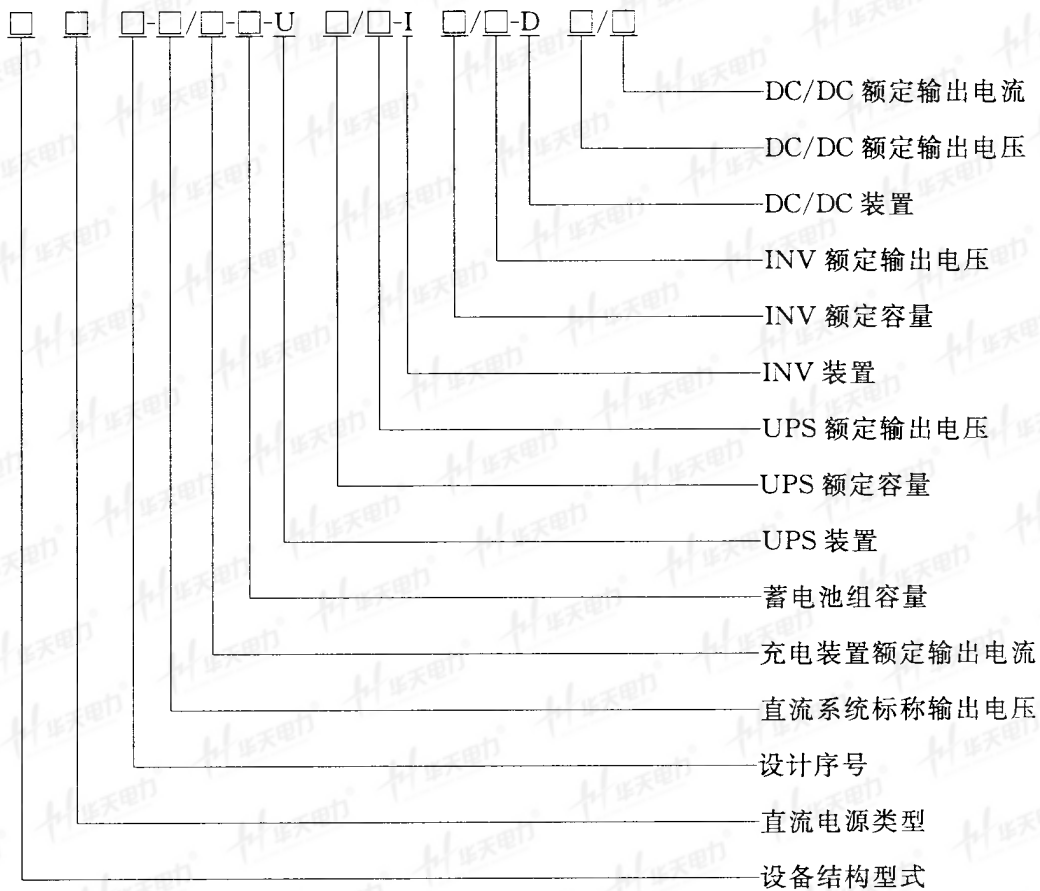 □ □ □-□/□-□-U □/□-I □/□-D □/□
DC/DC 额定输出电流
DC/DC 额定输出电压
DC/DC 装置
INV 额定输出电压
INV 额定容量
INV 装置
UPS 额定输出电压
UPS 额定容量
UPS 装置
蓄电池组容量
充电装置额定输出电流
直流系统标称输出电压
设计序号
直流电源类型
设备结构型式
华天电力